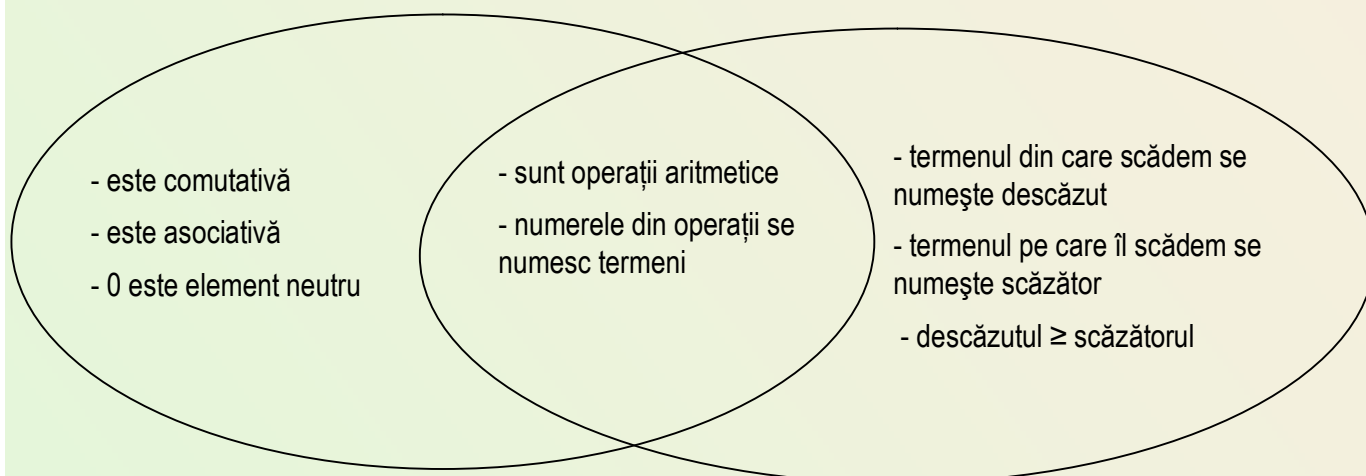 - este comutativă
- este asociativă
- 0 este element neutru
- sunt operații aritmetice
- numerele din operații se
numesc termeni
- termenul din care scădem se
numeşte descăzut
- termenul pe care îl scădem se
numeşte scăzător
- descăzutul ≥ scăzătorul